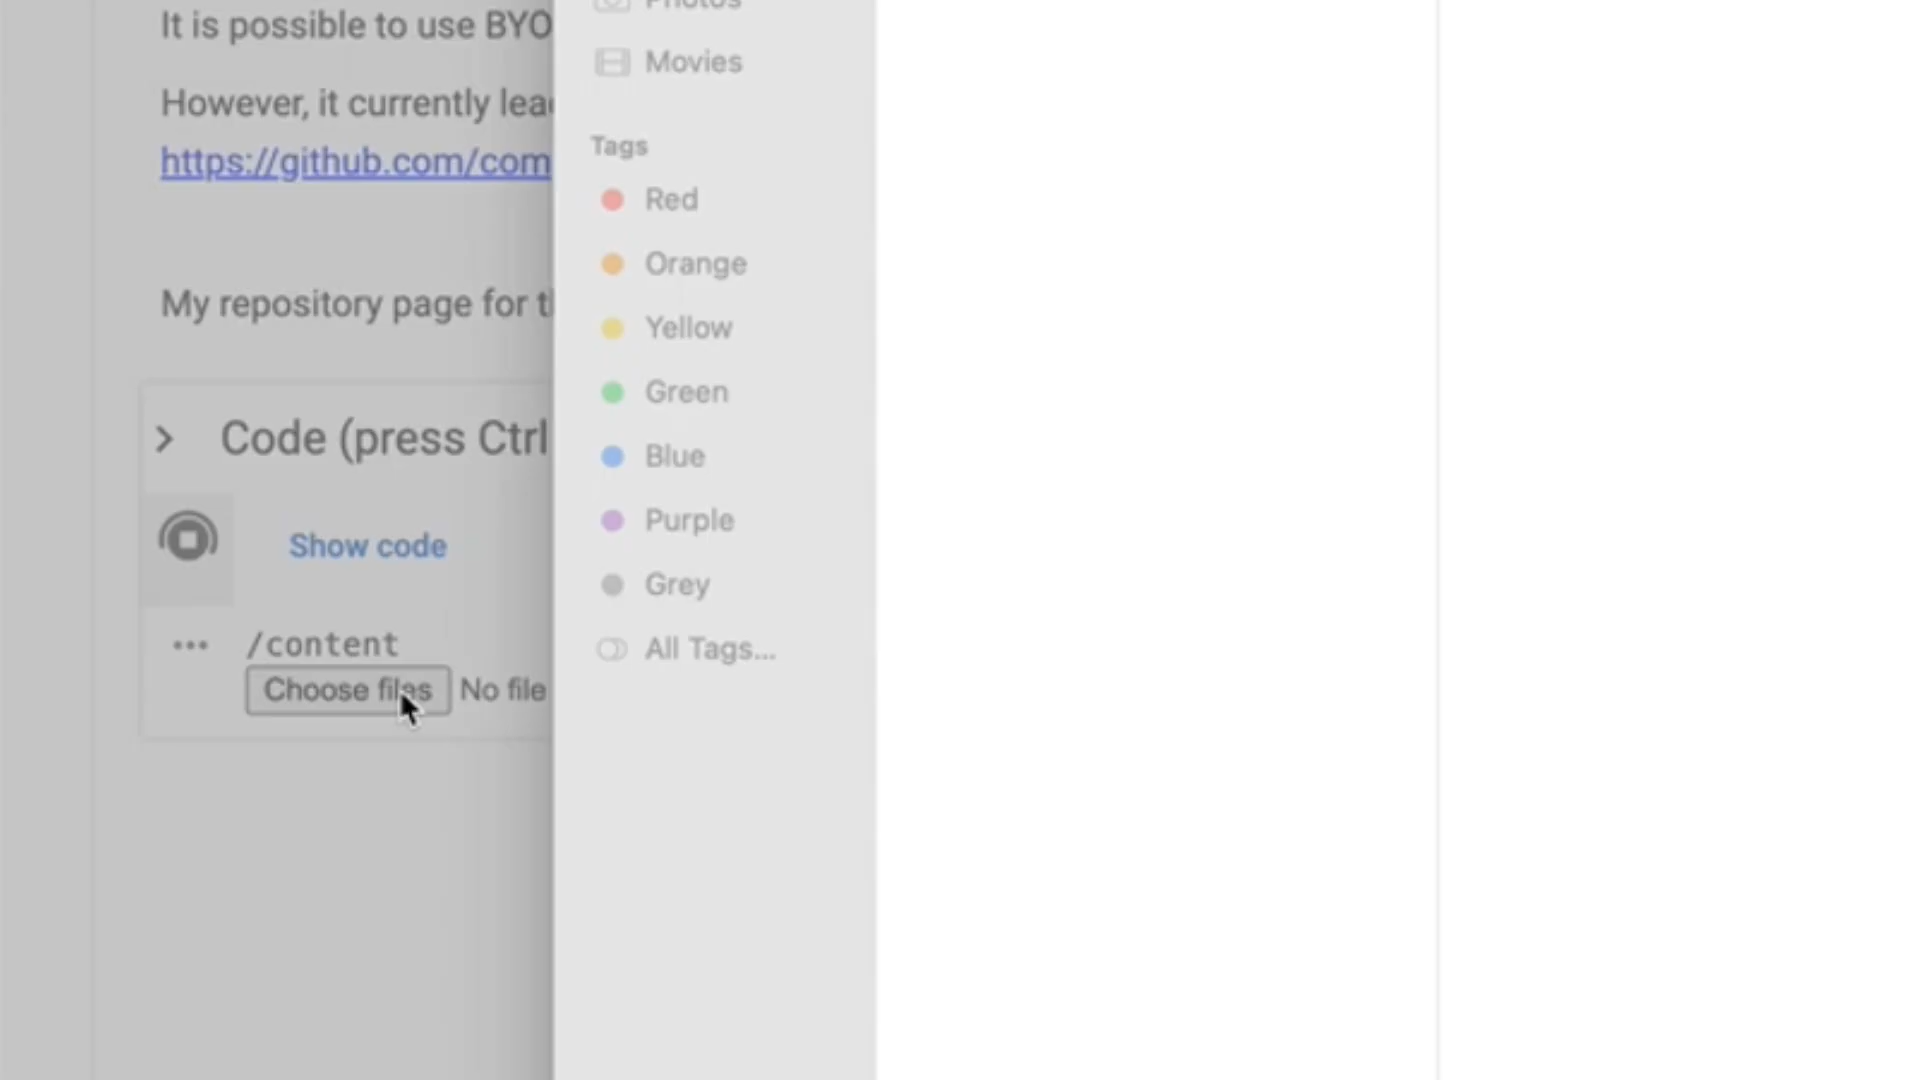 It is possible to use BYO
However, it currently lea
https://github.com/com
My repository page for t
Code (press Ctrl
Show code
/content
Choose files No file
Photos
Movies
Tags
Red
Orange
Yellow
Green
Blue
Purple
Grey
All Tags...